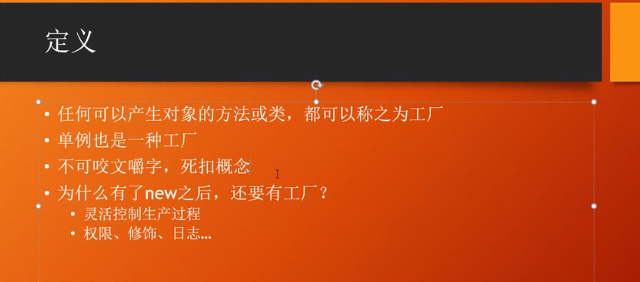 定义
• 任何可以产生对象的方法或类，都可以称之为工厂
• 单例也是一种工厂
• 不可咬文嚼字，死扣概念
• 为什么有了new之后，还要有工厂？
• 灵活控制生产过程
• 权限、修饰、日志…